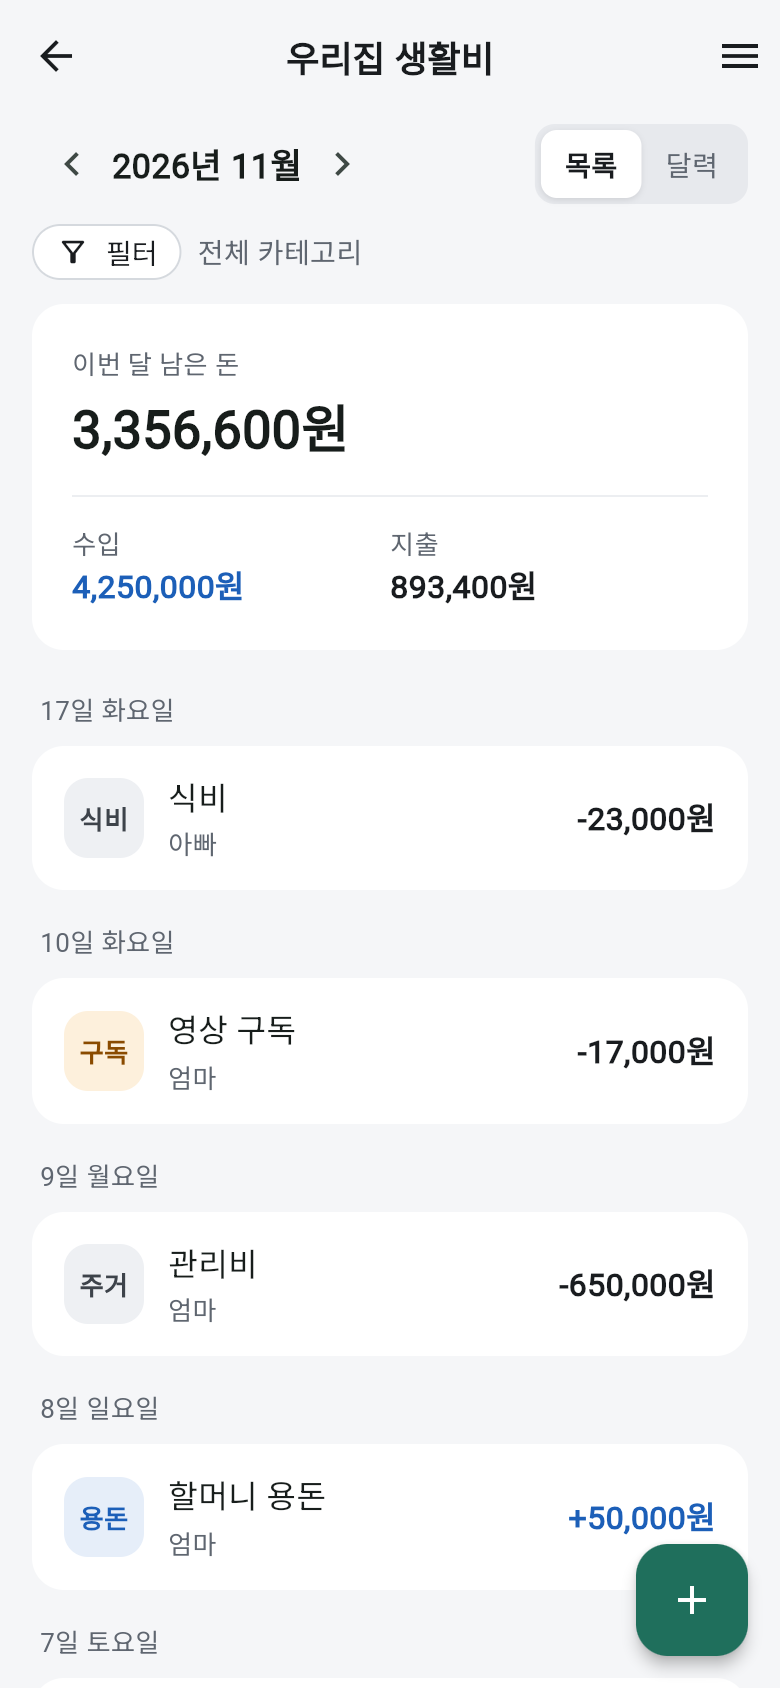 우리집 생활비
2026년 11월
목록 달력
필터 전체 카테고리
이번 달 남은 돈
3,356,600원
수입 지출
4,250,000원 893,400원
17일 화요일
식비
식비
아빠
-23,000원
10일 화요일
구독
영상 구독
엄마
-17,000원
9일 월요일
주거
관리비
엄마
-650,000원
8일 일요일
용돈
할머니 용돈
엄마
+50,000원
7일 토요일